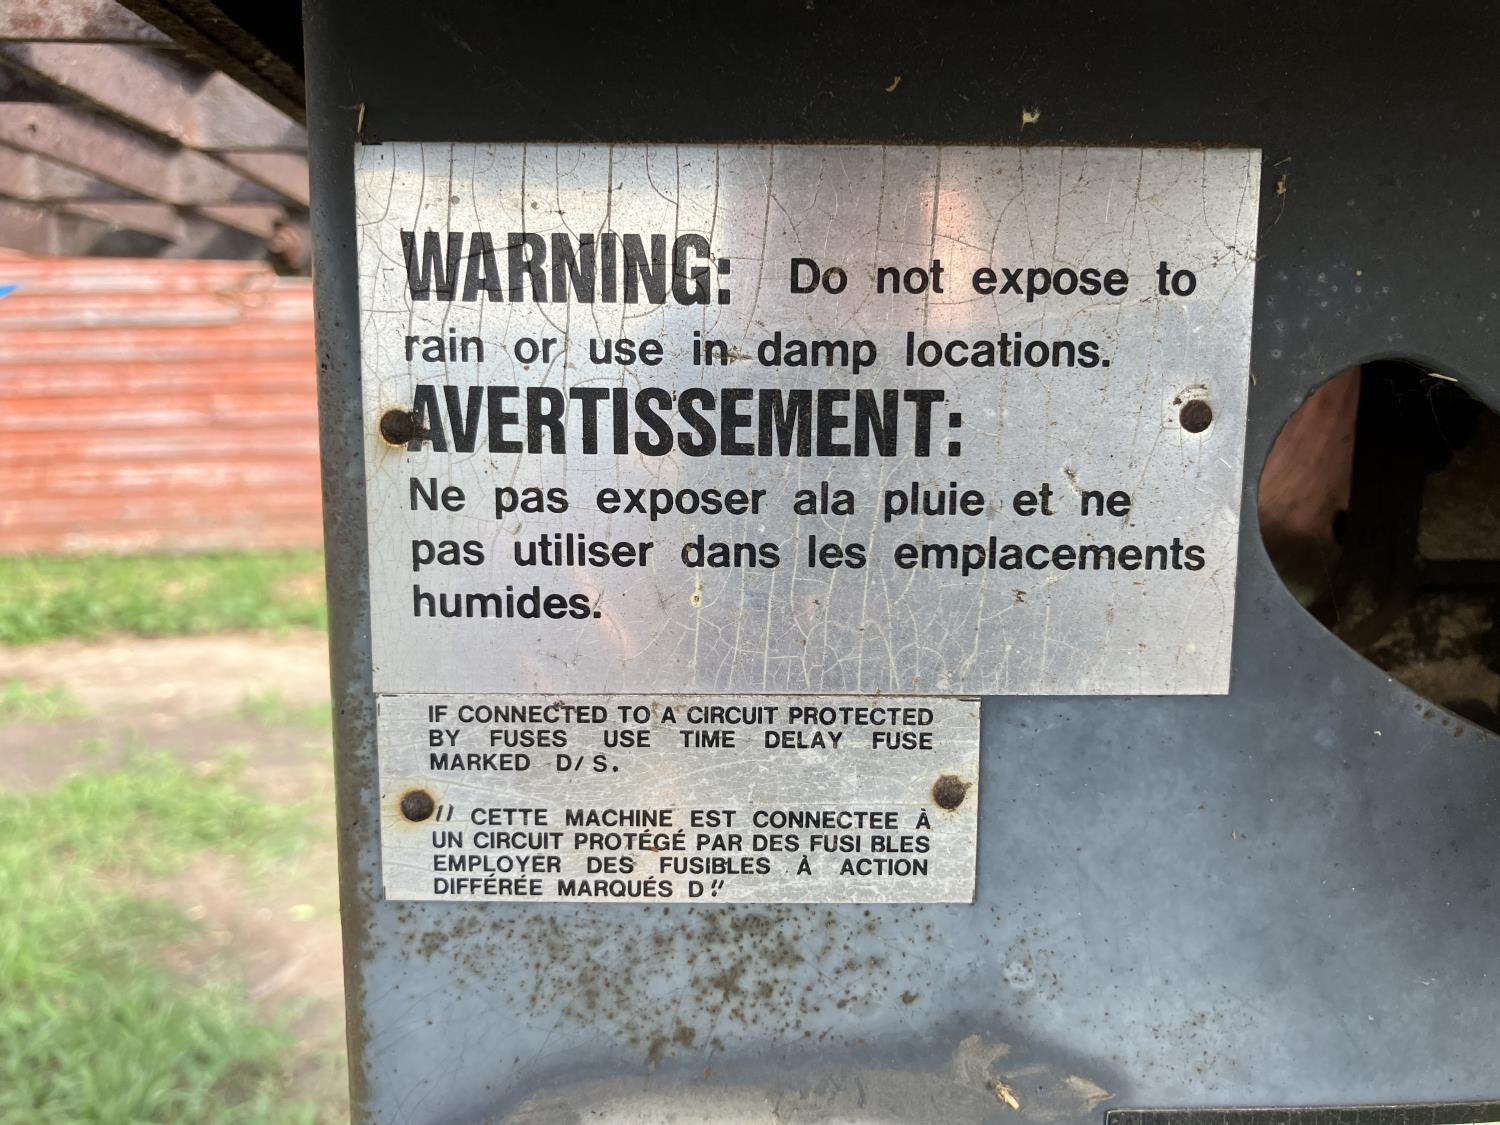 WARNING: Do not expose to
rain or use in damp locations.
AVERTISSEMENT:
Ne pas exposer ala pluie et ne
pas utiliser dans les emplacements
humides.
IF CONNECTED TO A CIRCUIT PROTECTED
BY FUSES USE TIME DELAY FUSE
MARKED D/S.
" CETTE MACHINE EST CONNECTEE À
UN CIRCUIT PROTÉGÉ PAR DES FUSI BLES
EMPLOYER DES FUSIBLES À ACTION
DIFFÉRÉE MARQUÉS D"